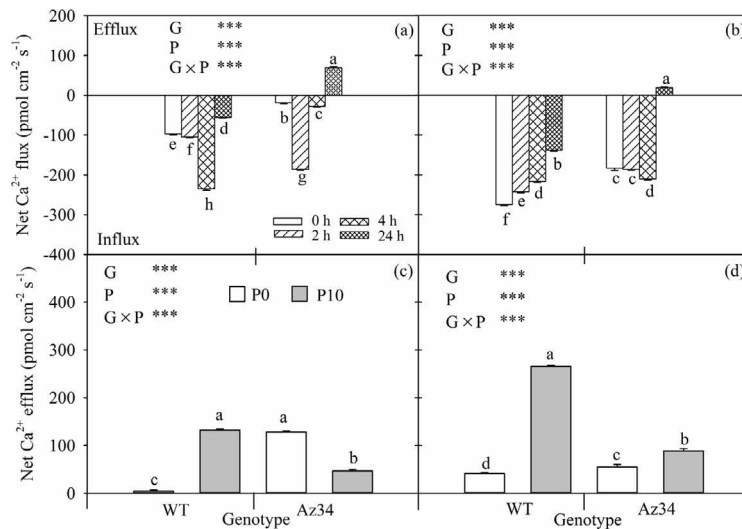 200
100
0
-100
-200
-300
-400
Net Ca²⁺ flux (pmol cm⁻² s⁻¹)
Efflux
G ***
P ***
G × P ***
(a)
a
b
c
e
f
d
g
h
0 h
4 h
2 h
24 h
Influx
(b)
G ***
P ***
G × P ***
a
b
c
c
d
d
e
f
400
300
200
100
0
Net Ca²⁺ efflux (pmol cm⁻² s⁻¹)
(c)
G ***
P ***
G × P ***
P0
P10
c
a
a
b
WT
Az34
(d)
G ***
P ***
G × P ***
d
a
c
b
WT
Az34
Genotype
Genotype